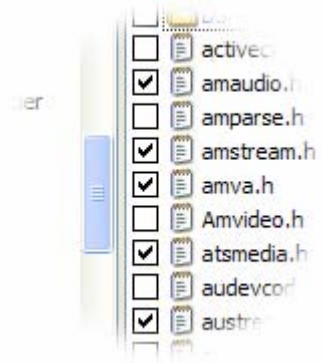 activec
amaudio.h
amparse.h
amstream.h
amva.h
Amvideo.h
atsmedia.h
audevcod
austre